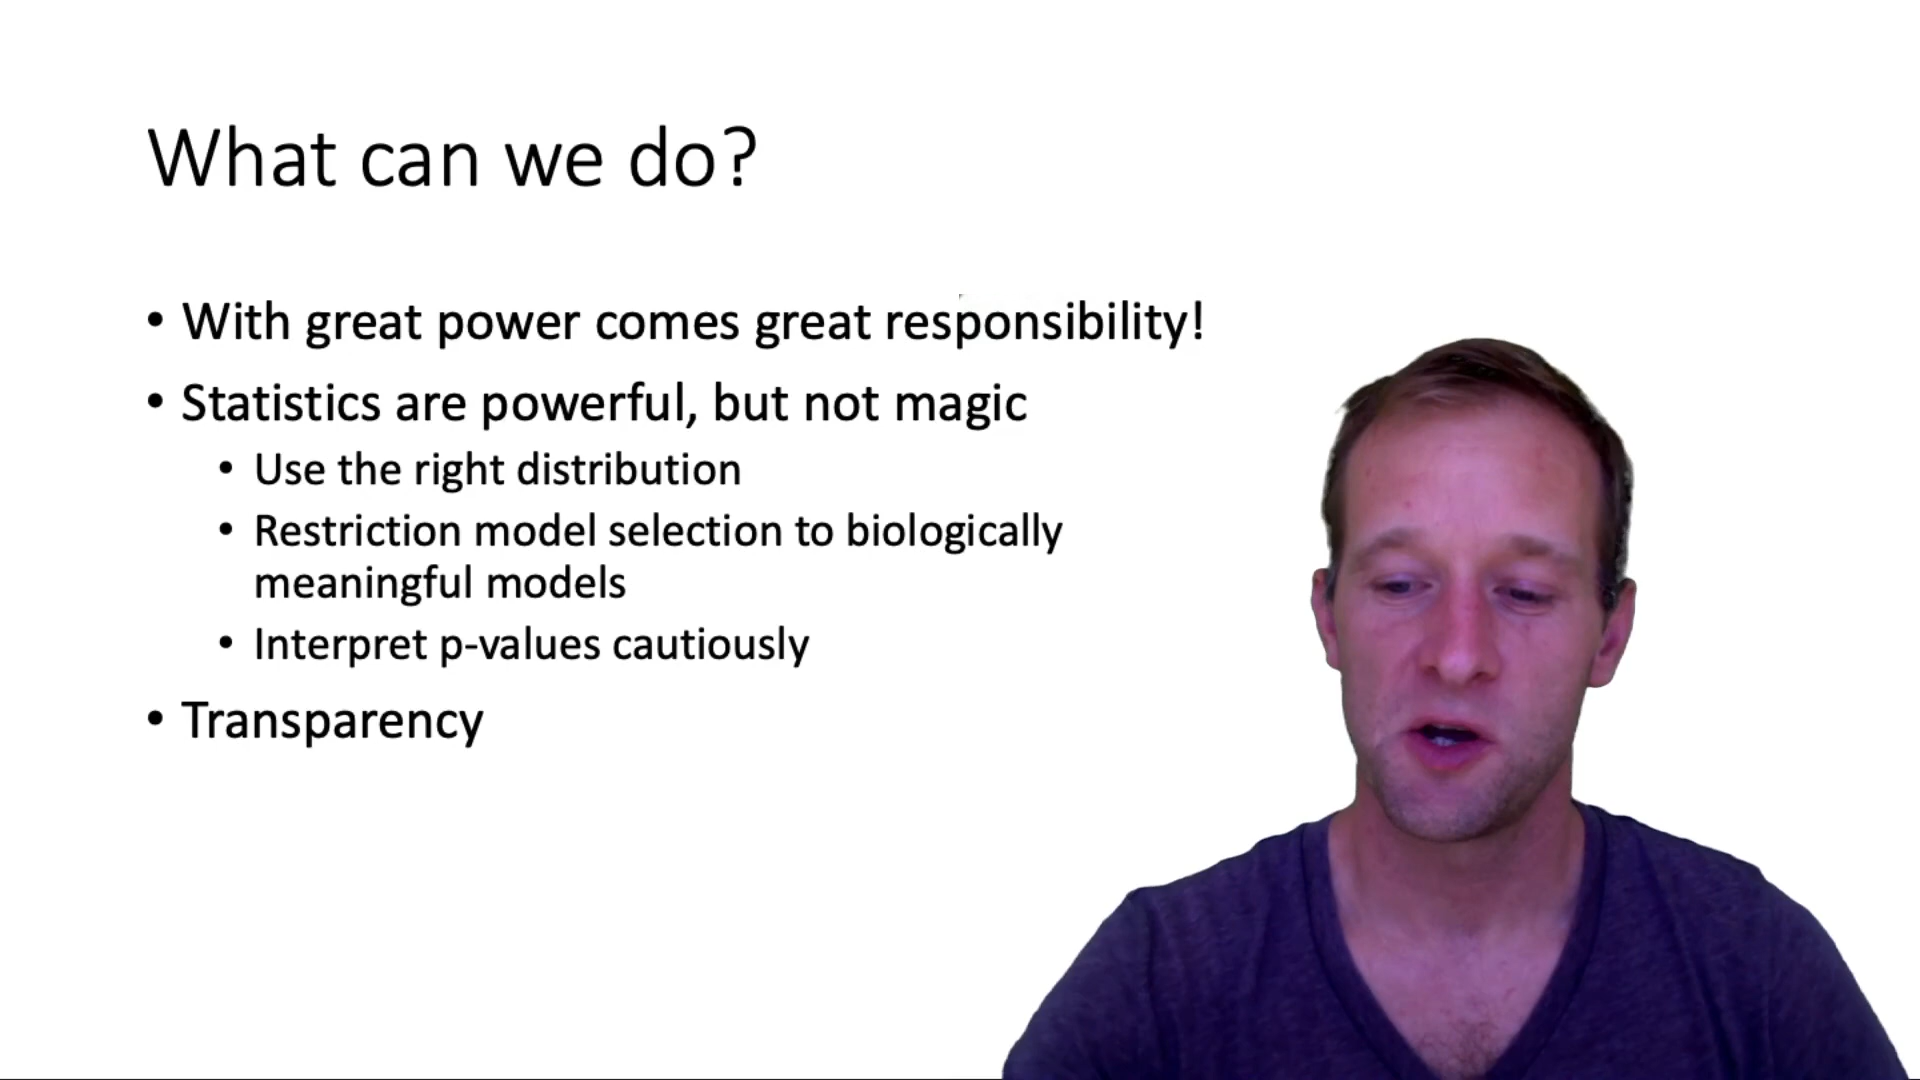 What can we do?
• With great power comes great responsibility!
• Statistics are powerful, but not magic
• Use the right distribution
• Restriction model selection to biologically
meaningful models
• Interpret p-values cautiously
• Transparency